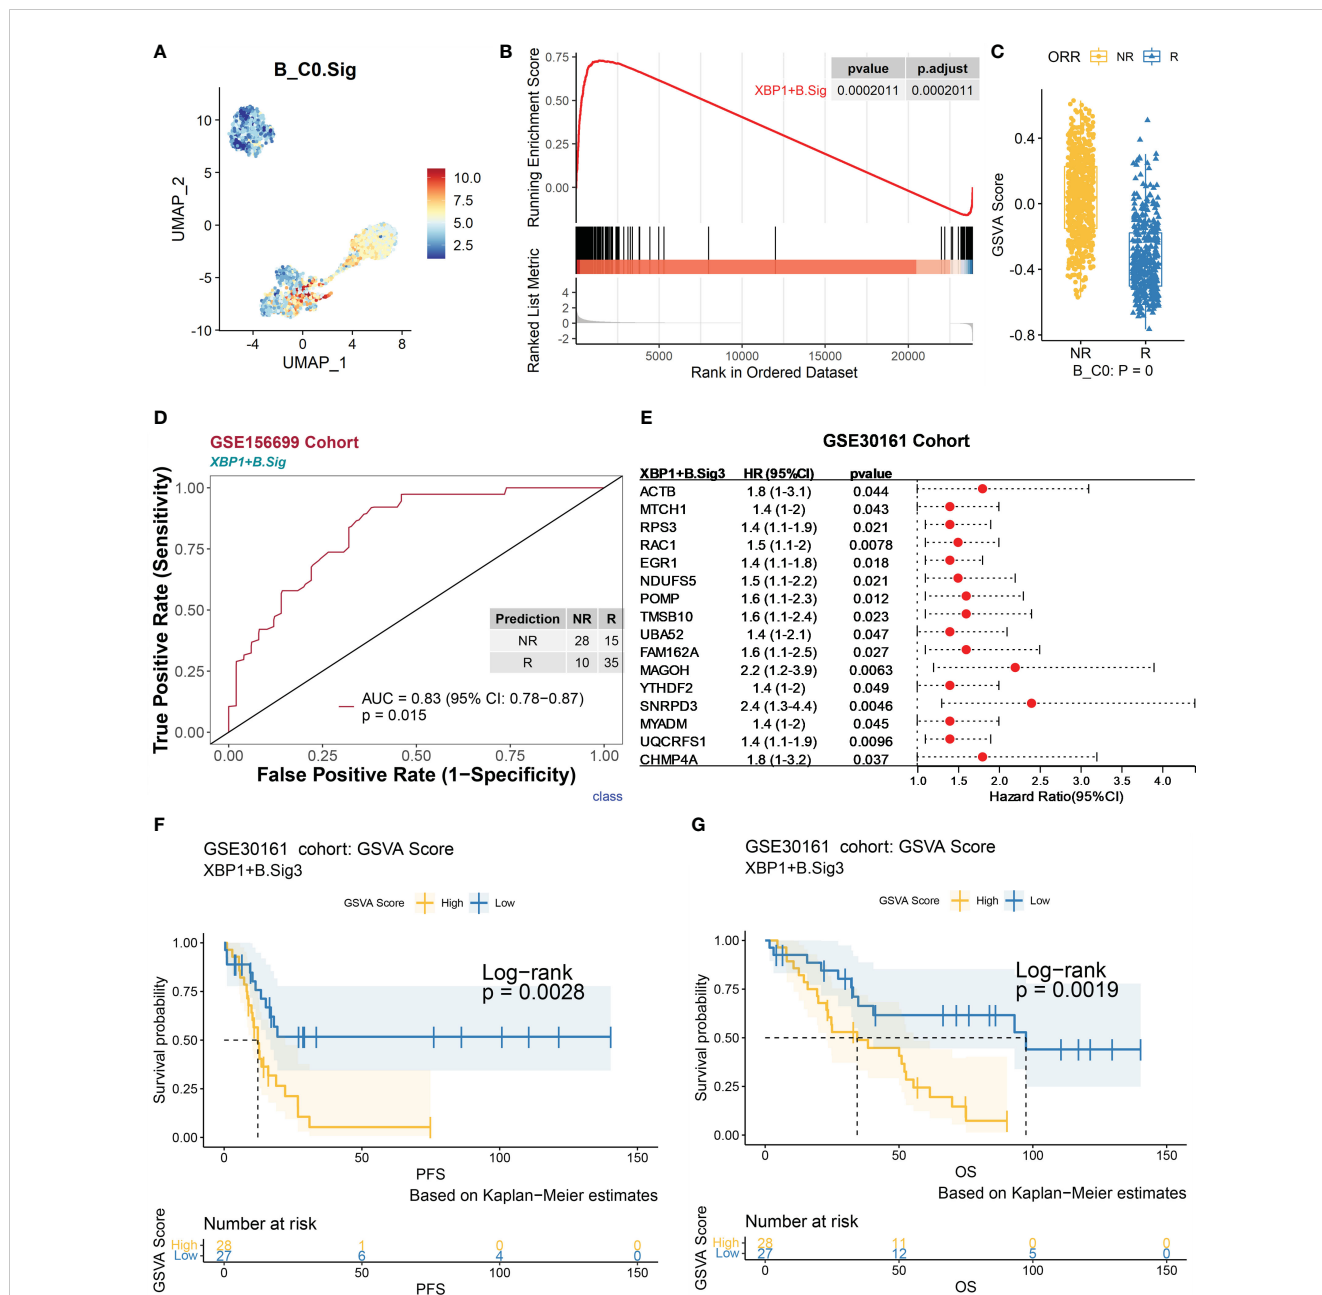 A
B_C0.Sig
10
5
0
-5
-10
UMAP_2
-4
0
4
8
UMAP_1
10.0
7.5
5.0
2.5
B
0.75
0.50
0.25
0.00
Running Enrichment Score
XBP1+B.Sig
pvalue p.adjust
0.0002011 0.0002011
4
2
0
-2
Ranked List Metric
5000 10000 15000 20000
Rank in Ordered Dataset
C
ORR NR R
0.4
0.0
-0.4
-0.8
GSVA Score
NR R
B_C0: P = 0
D
GSE156699 Cohort
XBP1+B.Sig
1.00
0.75
0.50
0.25
0.00
True Positive Rate (Sensitivity)
Prediction NR R
NR 28 15
R 10 35
AUC = 0.83 (95% CI: 0.78−0.87)
p = 0.015
0.00 0.25 0.50 0.75 1.00
False Positive Rate (1−Specificity)
class
E
GSE30161 Cohort
XBP1+B.Sig3 HR (95%CI) pvalue
ACTB 1.8 (1-3.1) 0.044
MTCH1 1.4 (1-2) 0.043
RPS3 1.4 (1.1-1.9) 0.021
RAC1 1.5 (1.1-2) 0.0078
EGR1 1.4 (1.1-1.8) 0.018
NDUFS5 1.5 (1.1-2.2) 0.021
POMP 1.6 (1.1-2.3) 0.012
TMSB10 1.6 (1.1-2.4) 0.023
UBA52 1.4 (1-2.1) 0.047
FAM162A 1.6 (1.1-2.5) 0.027
MAGOH 2.2 (1.2-3.9) 0.0063
YTHDF2 1.4 (1-2) 0.049
SNRPD3 2.4 (1.3-4.4) 0.0046
MYADM 1.4 (1-2) 0.045
UQCRFS1 1.4 (1.1-1.9) 0.0096
CHMP4A 1.8 (1-3.2) 0.037
1.0 1.5 2.0 2.5 3.0 3.5 4.0
Hazard Ratio(95%CI)
F
GSE30161 cohort: GSVA Score
XBP1+B.Sig3
GSVA Score High Low
1.00
0.75
0.50
0.25
0.00
Survival probability
Log−rank
p = 0.0028
0 50 100 150
PFS
Based on Kaplan−Meier estimates
Number at risk
GSVA Score
High 28 1 0 0
Low 27 6 4 0
0 50 100 150
PFS
G
GSE30161 cohort: GSVA Score
XBP1+B.Sig3
GSVA Score High Low
1.00
0.75
0.50
0.25
0.00
Survival probability
Log−rank
p = 0.0019
0 50 100 150
OS
Based on Kaplan−Meier estimates
Number at risk
GSVA Score
High 28 11 0 0
Low 27 12 5 0
0 50 100 150
OS